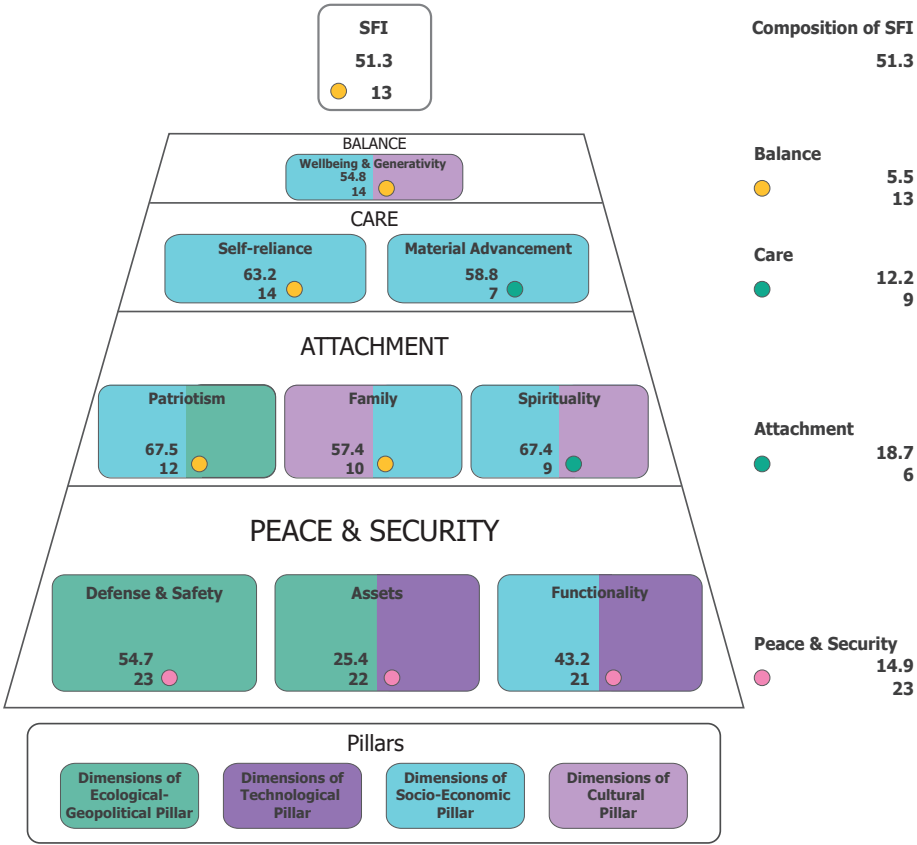 SFI
51.3
13
Composition of SFI
51.3
BALANCE
Wellbeing & Generativity
54.8
14
Balance
5.5
13
CARE
Self-reliance
63.2
14
Material Advancement
58.8
7
Care
12.2
9
ATTACHMENT
Patriotism
67.5
12
Family
57.4
10
Spirituality
67.4
9
Attachment
18.7
6
PEACE & SECURITY
Defense & Safety
54.7
23
Assets
25.4
22
Functionality
43.2
21
Peace & Security
14.9
23
Pillars
Dimensions of
Ecological-
Geopolitical Pillar
Dimensions of
Technological
Pillar
Dimensions of
Socio-Economic
Pillar
Dimensions of
Cultural
Pillar